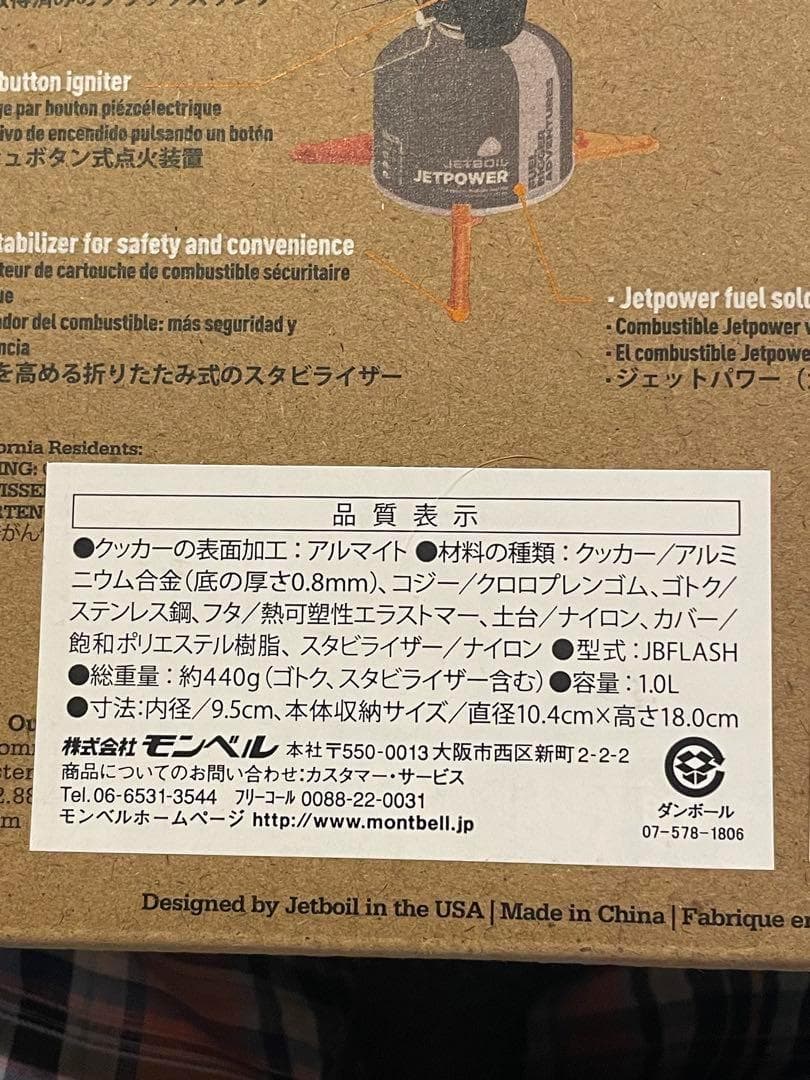 button igniter
par bouton piézoélectrique
de encendido pulsando un botón
ボタン式点火装置
JETBOIL
JETPOWER
FUEL
BIGGER
ADVENTURES
for safety and convenience
de cartouche de combustible sécuritaire
del combustible: más seguridad y
を高める折りたたみ式のスタビライザー
- Jetpower fuel
- Combustible Jetpower
- El combustible
- ジェットパワー
Residents:
品質表示
●クッカーの表面加工：アルマイト ●材料の種類：クッカー／アルミ
ニウム合金（底の厚さ0.8mm）、コジー／クロロプレンゴム、ゴトク／
ステンレス鋼、フタ／熱可塑性エラストマー、土台／ナイロン、カバー／
飽和ポリエステル樹脂、スタビライザー／ナイロン ●型式：JBFLASH
●総重量：約440g（ゴトク、スタビライザー含む）●容量：1.0L
●寸法：内径／9.5cm、本体収納サイズ／直径10.4cm×高さ18.0cm
株式会社 モンベル 本社〒550-0013 大阪市西区新町2-2-2
商品についてのお問い合わせ：カスタマー・サービス
Tel.06-6531-3544 フリーコール 0088-22-0031
モンベルホームページ http://www.montbell.jp
ダンボール
07-578-1806
Designed by Jetboil in the USA | Made in China | Fabrique